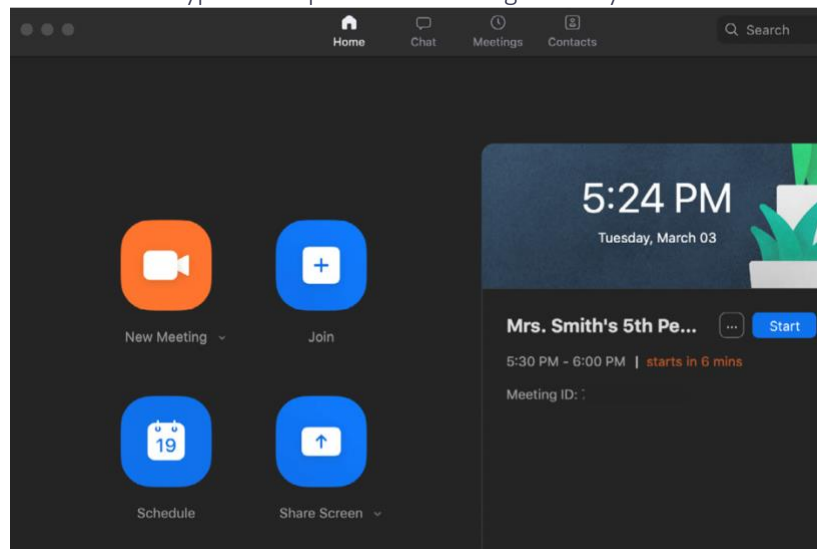 Home Chat Meetings Contacts Search
5:24 PM
Tuesday, March 03
New Meeting Join
Mrs. Smith's 5th Pe... ... Start
5:30 PM - 6:00 PM | starts in 6 mins
Meeting ID:
19
Schedule Share Screen